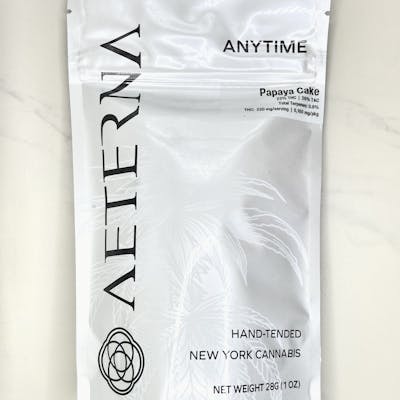 ANYTIME
Papaya Cake
AETERNA
HAND-TENDED
NEW YORK CANNABIS
NET WEIGHT 28G (1 OZ)